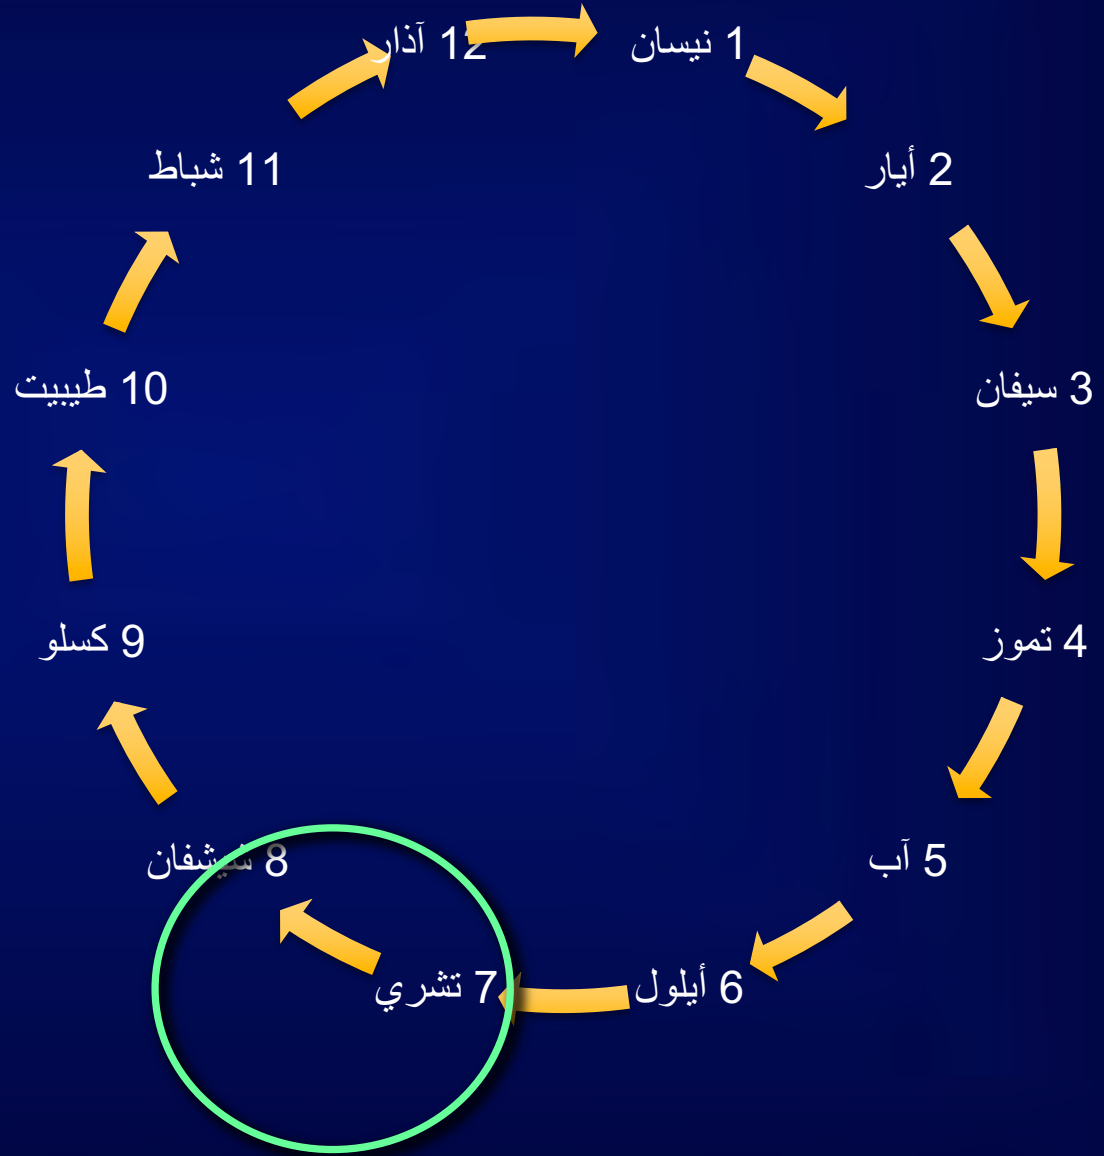 1 نيسان
2 أيار
3 سيفان
4 تموز
5 آب
6 أيلول
7 تشري
8 شيشفان
9 كسلو
10 طيبيت
11 شباط
12 آذار